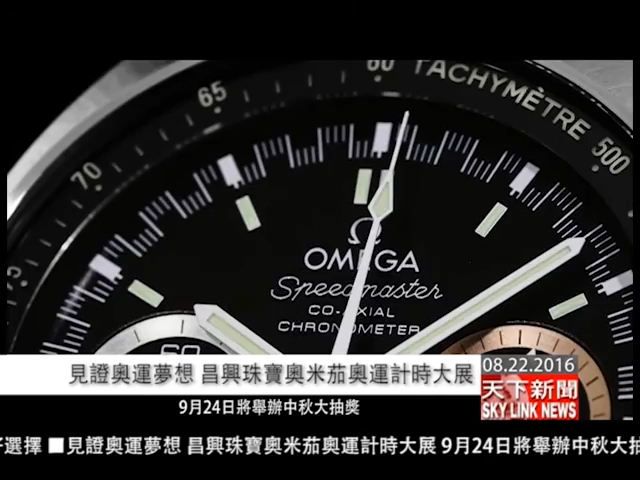 60
TACHYMÈTRE
65
500
70
Ω
OMEGA
Speedmaster
CO-AXIAL
CHRONOMETER
60
見證奧運夢想 昌興珠寶奧米茄奧運計時大展
08.22.2016
天下新聞
SKY LINK NEWS
9月24日將舉辦中秋大抽獎
選擇 ■見證奧運夢想 昌興珠寶奧米茄奧運計時大展 9月24日將舉辦中秋大抽